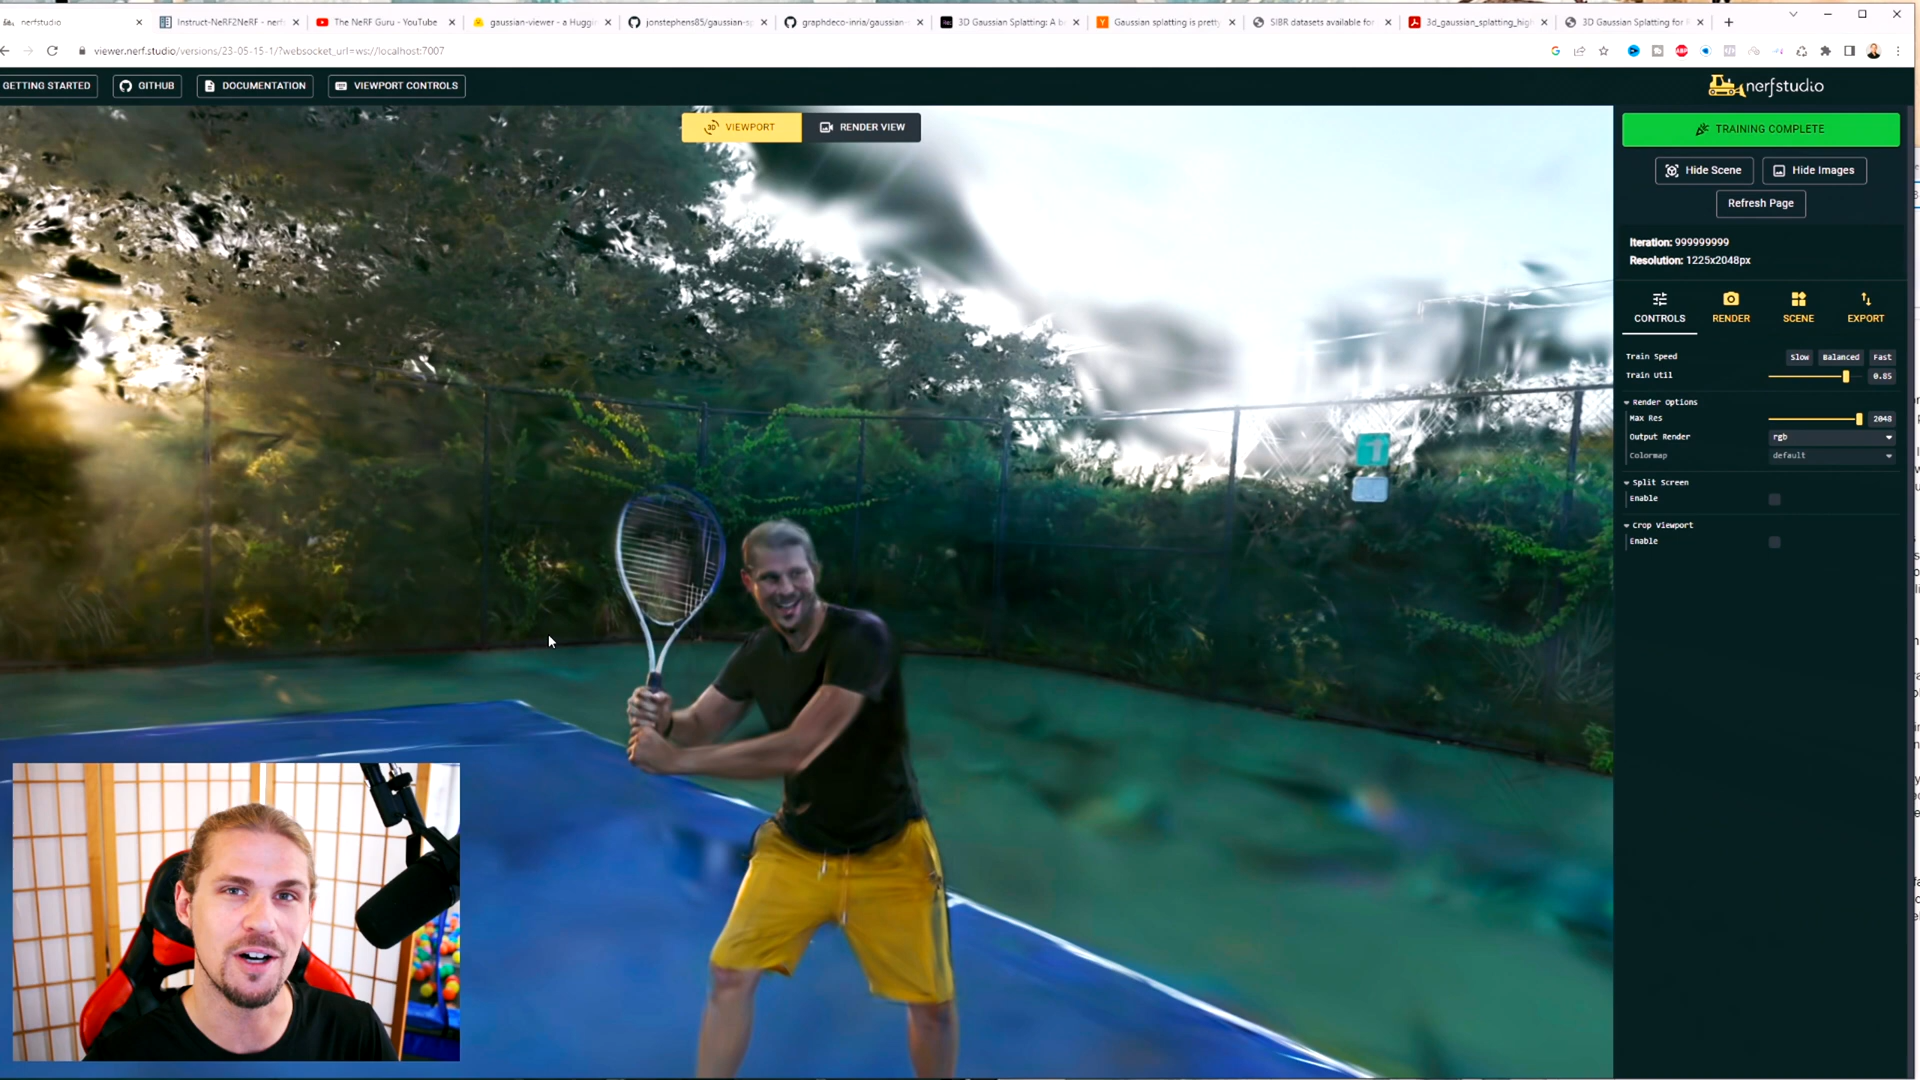 nerfstudio
Instruct-NeRF2NeRF - nerf
The NeRF Guru - YouTube
gaussian-viewer - a Huggi
jonstephens85/gaussian-sp
graphdeco-inria/gaussian-
3D Gaussian Splatting: A b
Gaussian splatting is pretty
SIBR datasets available for
3d_gaussian_splatting_high
3D Gaussian Splatting for
viewer.nerf.studio/versions/23-05-15-1/?websocket_url=ws://localhost:7007
GETTING STARTED
GITHUB
DOCUMENTATION
VIEWPORT CONTROLS
nerfstudio
VIEWPORT
RENDER VIEW
TRAINING COMPLETE
Hide Scene
Hide Images
Refresh Page
Iteration: 999999999
Resolution: 1225x2048px
CONTROLS
RENDER
SCENE
EXPORT
Train Speed
Slow
Balanced
Fast
Train Util
0.85
Render Options
Max Res
2048
Output Render
rgb
Colormap
default
Split Screen
Enable
Crop Viewport
Enable
1